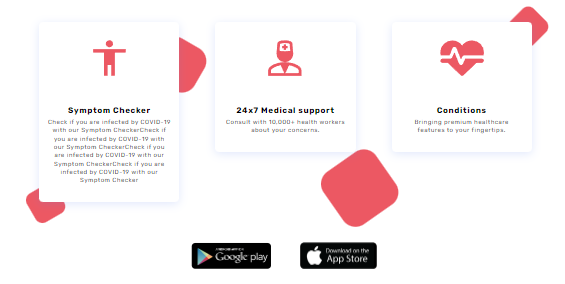 Symptom Checker
Check if you are infected by COVID-19
with our Symptom CheckerCheck if
you are infected by COVID-19 with
our Symptom CheckerCheck if you
are infected by COVID-19 with our
Symptom CheckerCheck if you are
infected by COVID-19 with our
Symptom Checker
24x7 Medical support
Consult with 10,000+ health workers
about your concerns.
Conditions
Bringing premium healthcare
features to your fingertips.
Google play
Download on the
App Store